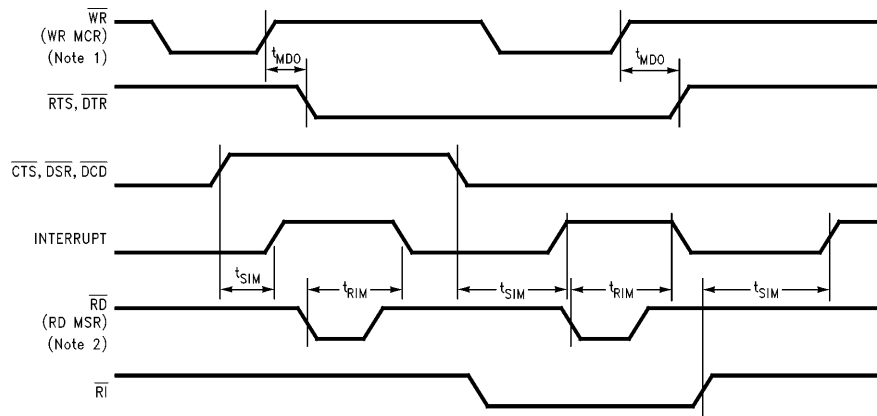 WR
(WR MCR)
(Note 1)
tMDO
tMDO
RTS, DTR
CTS, DSR, DCD
INTERRUPT
tSIM
tRIM
tSIM
tRIM
tSIM
RD
(RD MSR)
(Note 2)
RI